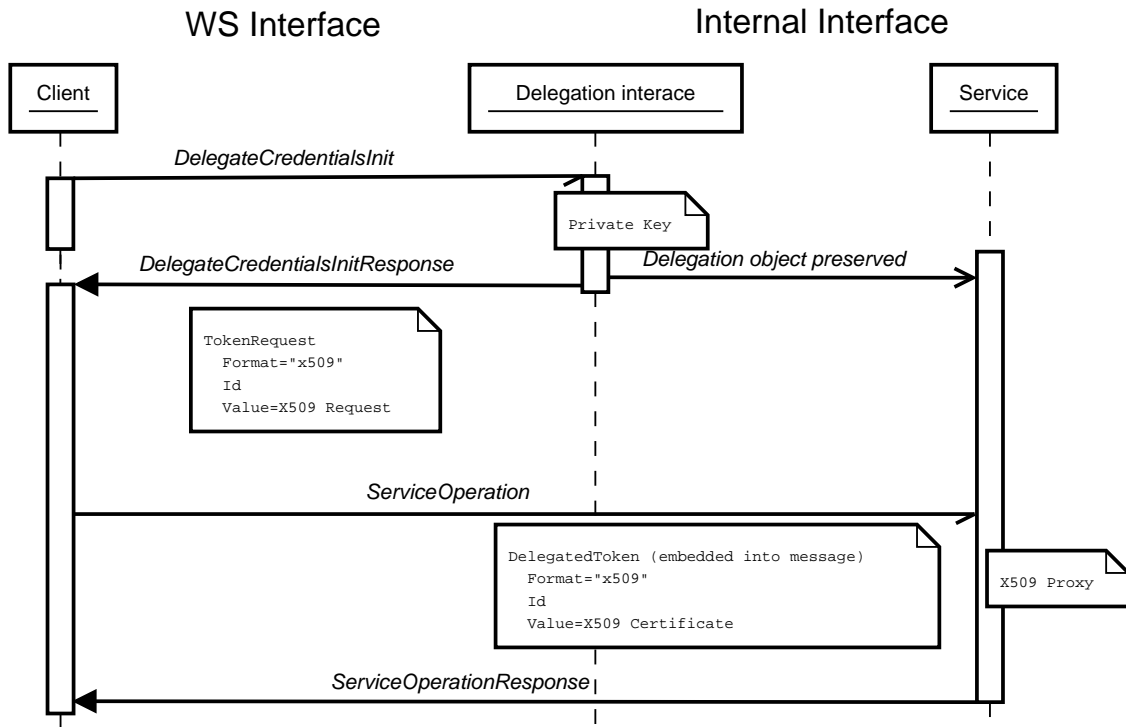 WS Interface
Internal Interface
Client
Delegation interace
Service
DelegateCredentialsInit
Private Key
DelegateCredentialsInitResponse
Delegation object preserved
TokenRequest
Format="x509"
Id
Value=X509 Request
ServiceOperation
DelegatedToken (embedded into message)
Format="x509"
Id
Value=X509 Certificate
X509 Proxy
ServiceOperationResponse